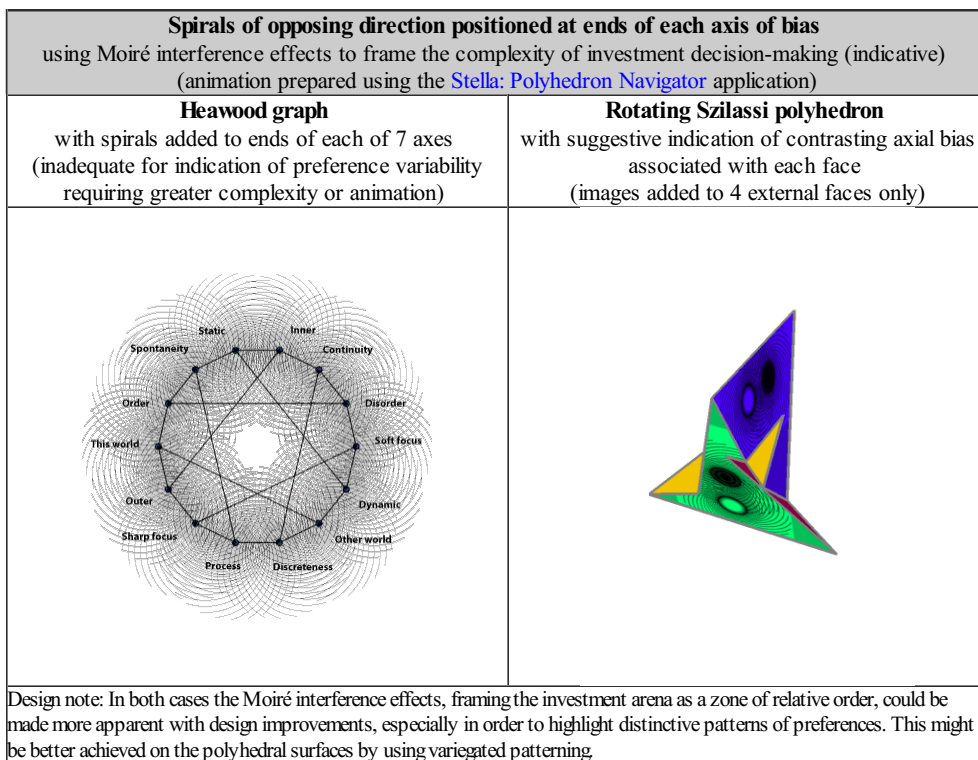 Spirals of opposing direction positioned at ends of each axis of bias
using Moiré interference effects to frame the complexity of investment decision-making (indicative)
(animation prepared using the Stella: Polyhedron Navigator application)
Heawood graph
with spirals added to ends of each of 7 axes
(inadequate for indication of preference variability
requiring greater complexity or animation)
Rotating Szilassi polyhedron
with suggestive indication of contrasting axial bias
associated with each face
(images added to 4 external faces only)
Static
Inner
Spontaneity
Continuity
Order
Disorder
This world
Soft focus
Outer
Dynamic
Sharp focus
Other world
Process
Discreteness
Design note: In both cases the Moiré interference effects, framing the investment arena as a zone of relative order, could be
made more apparent with design improvements, especially in order to highlight distinctive patterns of preferences. This might
be better achieved on the polyhedral surfaces by using variegated patterning.